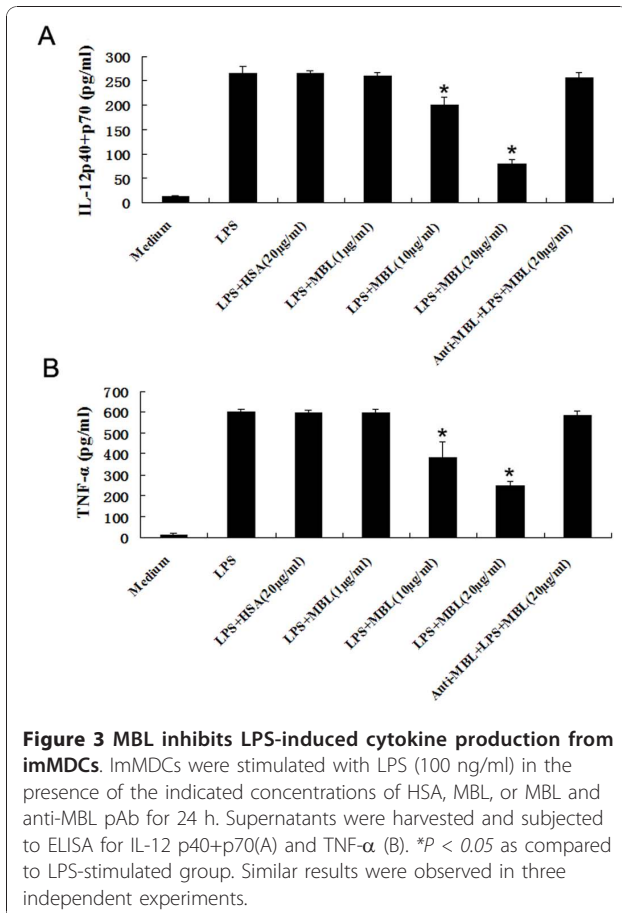 A
IL-12p40+p70 (pg/ml)
300
250
200
150
100
50
0
*
*
Medium
LPS
LPS+HSA(20μg/ml)
LPS+MBL(1μg/ml)
LPS+MBL(10μg/ml)
LPS+MBL(20μg/ml)
Anti-MBL+LPS+MBL(20μg/ml)
B
TNF-α (pg/ml)
700
600
500
400
300
200
100
0
*
*
Medium
LPS
LPS+HSA(20μg/ml)
LPS+MBL(1μg/ml)
LPS+MBL(10μg/ml)
LPS+MBL(20μg/ml)
Anti-MBL+LPS+MBL(20μg/ml)
Figure 3 MBL inhibits LPS-induced cytokine production from
imMDCs. ImMDCs were stimulated with LPS (100 ng/ml) in the
presence of the indicated concentrations of HSA, MBL, or MBL and
anti-MBL pAb for 24 h. Supernatants were harvested and subjected
to ELISA for IL-12 p40+p70(A) and TNF-α (B). *P < 0.05 as compared
to LPS-stimulated group. Similar results were observed in three
independent experiments.